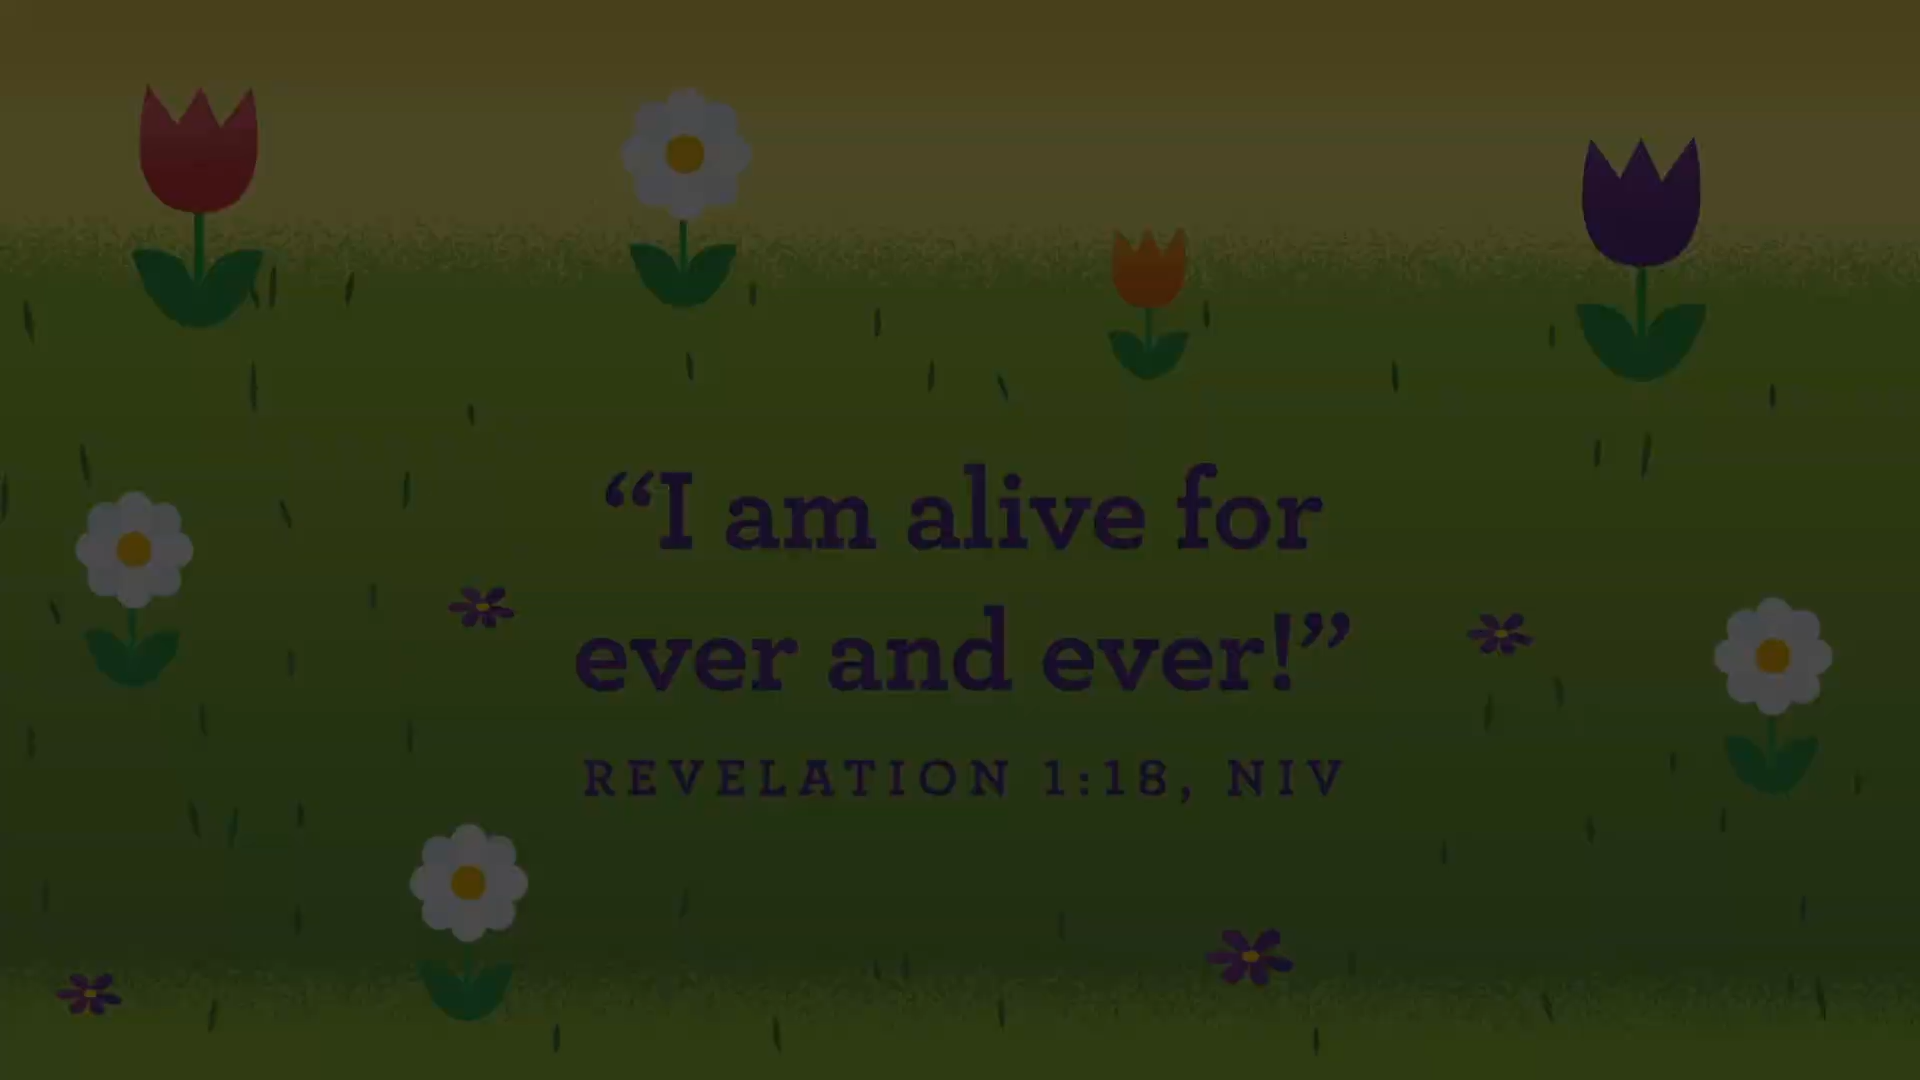 “I am alive for
ever and ever!”
REVELATION 1:18, NIV